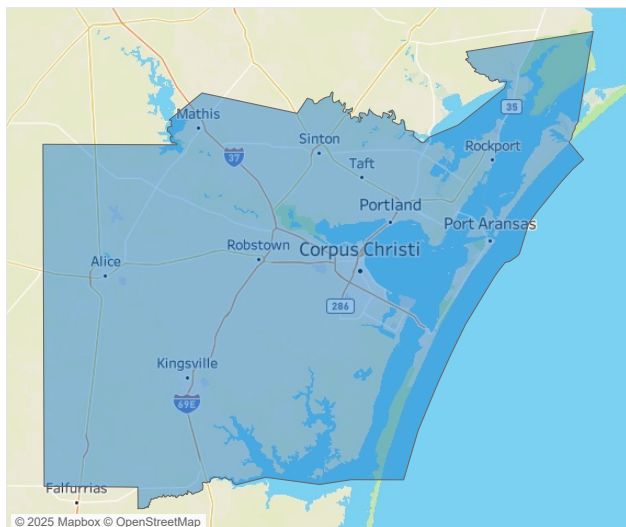 35
Mathis
Sinton
37
Rockport
Taft
Portland
Port Aransas
Robstown
Corpus Christi
Alice
286
Kingsville
69E
Falfurrias
© 2025 Mapbox © OpenStreetMap